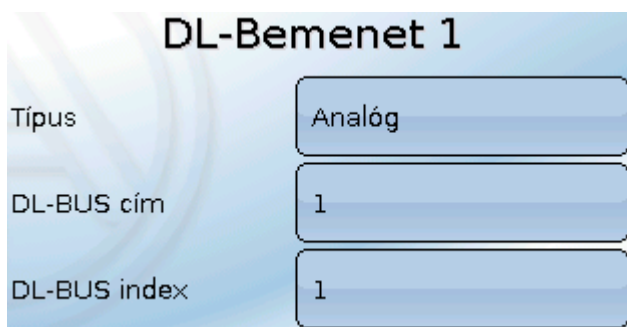 DL-Bemenet 1
Típus Analóg
DL-BUS cím 1
DL-BUS index 1